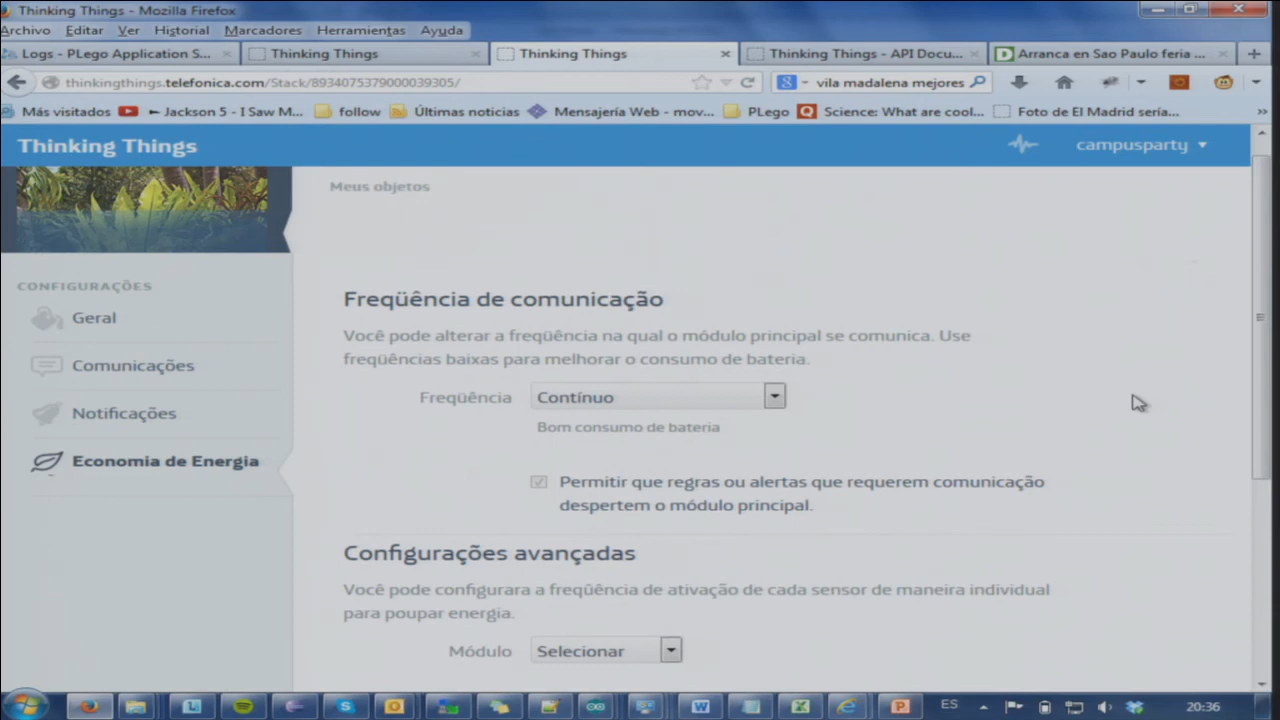 Thinking Things - Mozilla Firefox
Archivo Editar Ver Historial Marcadores Herramientas Ayuda
Logs - PLego Application S... Thinking Things Thinking Things Thinking Things - API Docu... Arranca en Sao Paulo feria ...
thinkingthings.telefonica.com/Stack/8934075379000039305/ vila madalena mejores
Más visitados Jackson 5 - I Saw M... follow Últimas noticias Mensajería Web - mov... PLego Science: What are cool... Foto de El Madrid sería...
Thinking Things campusparty
Meus objetos
CONFIGURAÇÕES
Geral
Comunicações
Notificações
Economia de Energia
Freqüência de comunicação
Você pode alterar a freqüência na qual o módulo principal se comunica. Use
freqüências baixas para melhorar o consumo de bateria.
Freqüência Contínuo
Bom consumo de bateria
Permitir que regras ou alertas que requerem comunicação
despertem o módulo principal.
Configurações avançadas
Você pode configurara a freqüência de ativação de cada sensor de maneira individual
para poupar energia.
Módulo Selecionar
ES 20:36